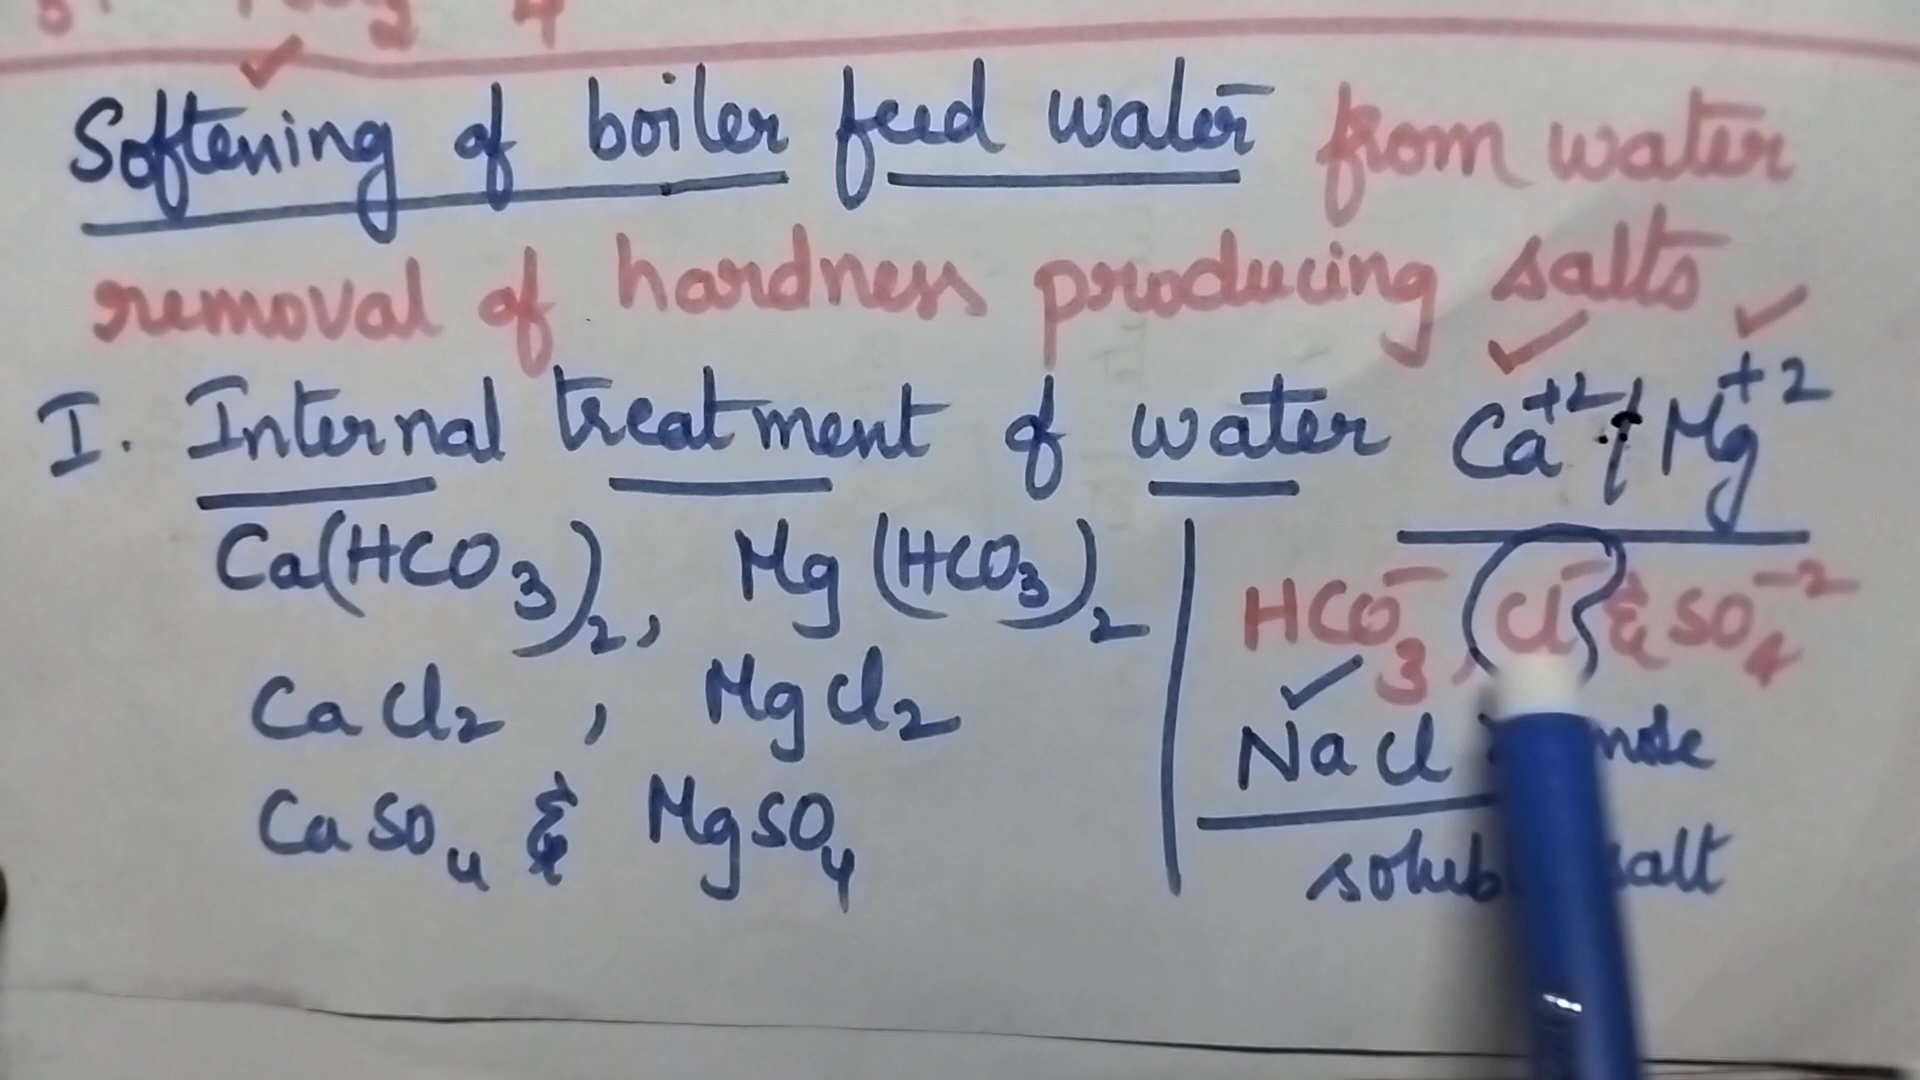 Softening of boiler feed water from water
removal of hardness producing salts
I. Internal treatment of water Ca+2, Mg+2
Ca(HCO3)2, Mg(HCO3)2
CaCl2, MgCl2
CaSO4 & MgSO4
HCO3-, Cl- & SO4-2
NaCl
salt